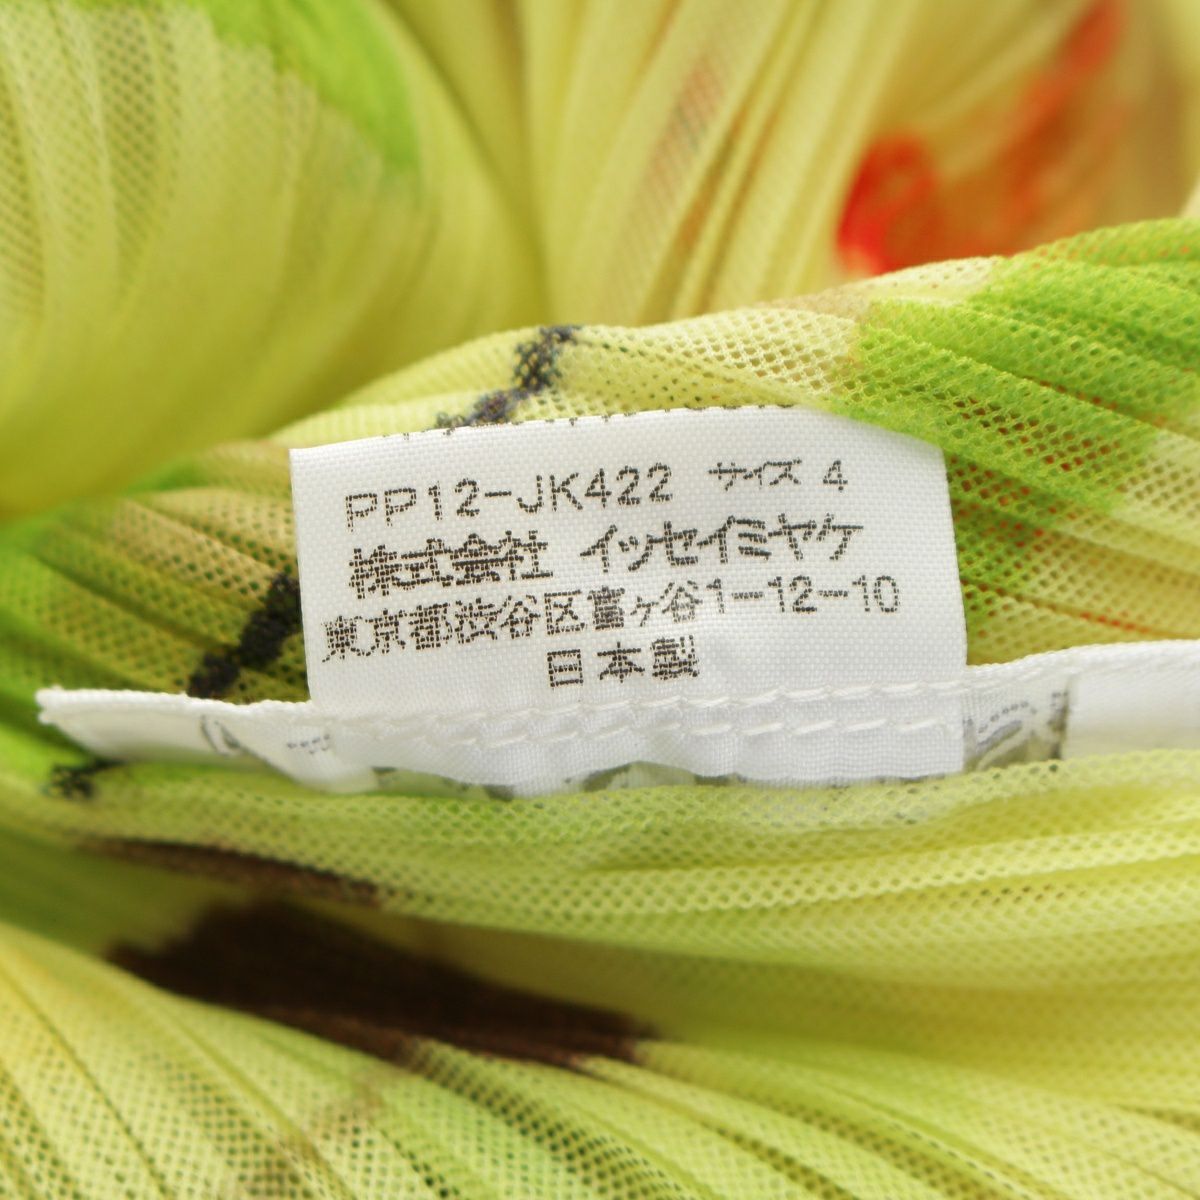 PP12-JK422 サイズ 4
株式会社 イッセイミヤケ
東京都渋谷区富ヶ谷1-12-10
日本製